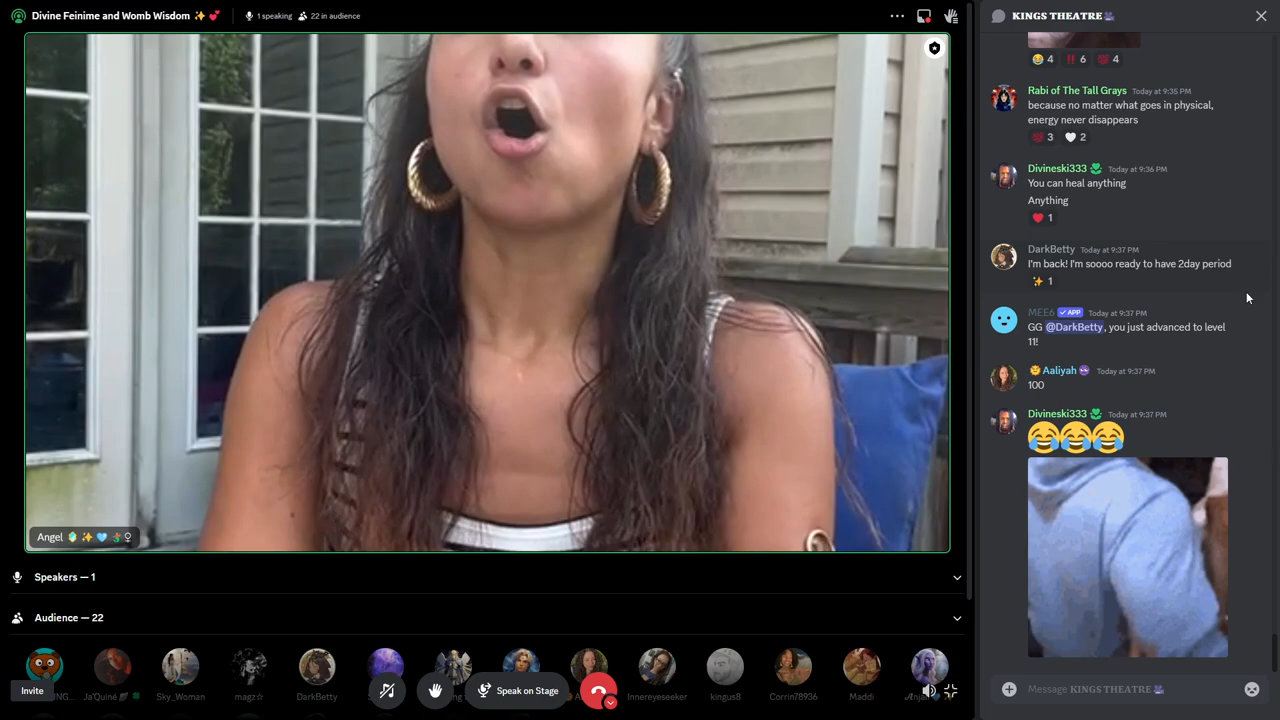 Divine Feinime and Womb Wisdom ✨ 💕
1 speaking
22 in audience
KINGS THEATRE
😂 4 ‼️ 6 💯 4
Rabi of The Tall Grays Today at 9:35 PM
because no matter what goes in physical,
energy never disappears
💯 3 🤍 2
Divineski333 Today at 9:36 PM
You can heal anything
Anything
❤️ 1
DarkBetty Today at 9:37 PM
I'm back! I'm soooo ready to have 2day period
✨ 1
MEE6 ✓ APP Today at 9:37 PM
GG @DarkBetty, you just advanced to level
11!
Aaliyah Today at 9:37 PM
100
Divineski333 Today at 9:37 PM
😂😂😂
Angel
Speakers — 1
Audience — 22
Ja'Quiné
Sky_Woman
magz☆
DarkBetty
Innereyeseeker
kingus8
Corrin78936
Maddi
Invite
Speak on Stage
Message KINGS THEATRE